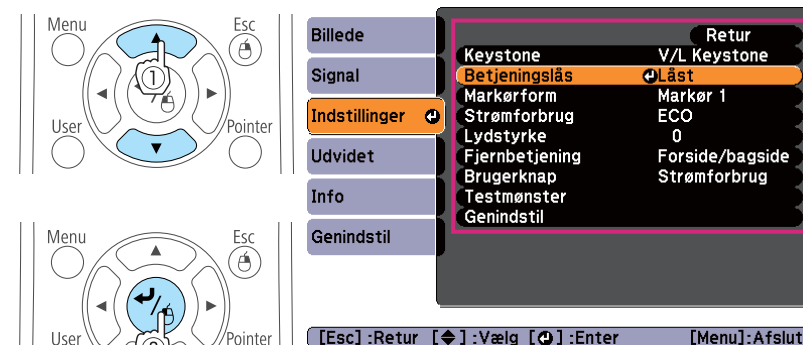 Menu
Esc
1
User
Pointer
Menu
Esc
User
Pointer
Billede
Signal
Indstillinger
Udvidet
Info
Genindstil
Retur
Keystone V/L Keystone
Betjeningslås Låst
Markørform Markør 1
Strømforbrug ECO
Lydstyrke 0
Fjernbetjening Forside/bagside
Brugerknap Strømforbrug
Testmønster
Genindstil
[Esc] :Retur [◆] :Vælg [⏎] :Enter [Menu]:Afslut